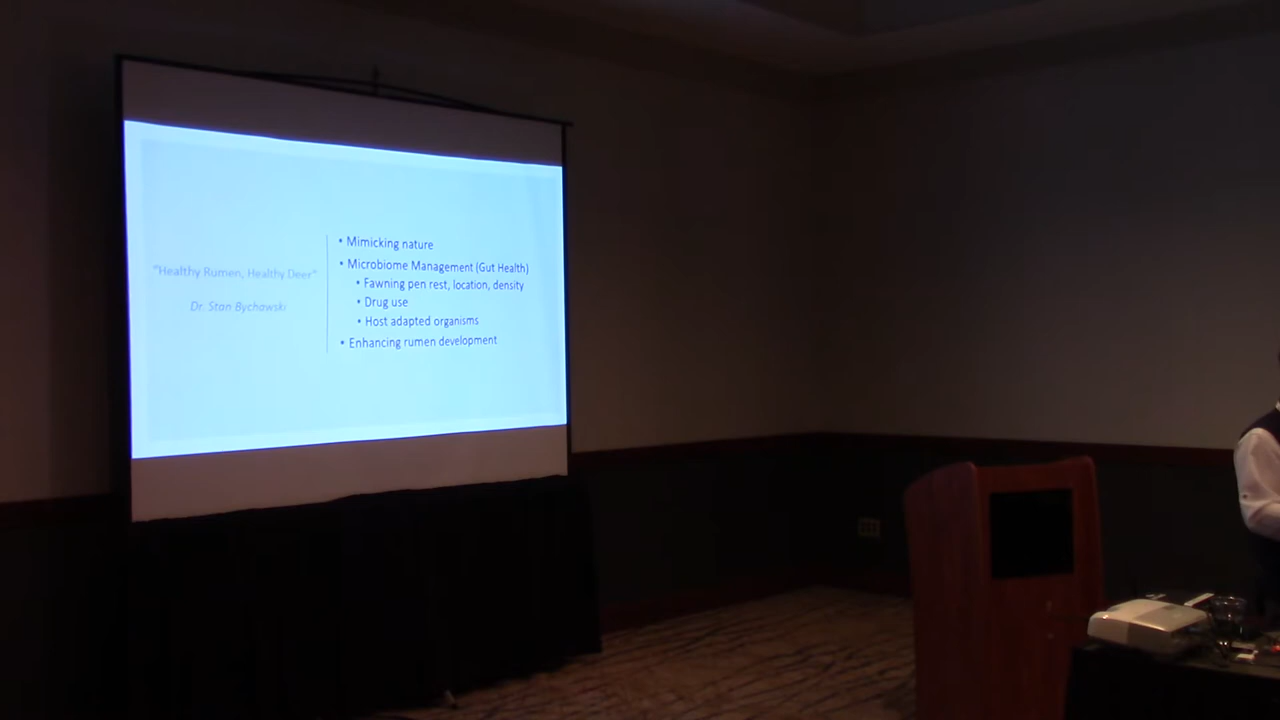 "Healthy Rumen, Healthy Deer"
Dr. Stan Bychawski
• Mimicking nature
• Microbiome Management (Gut Health)
• Fawning pen rest, location, density
• Drug use
• Host adapted organisms
• Enhancing rumen development